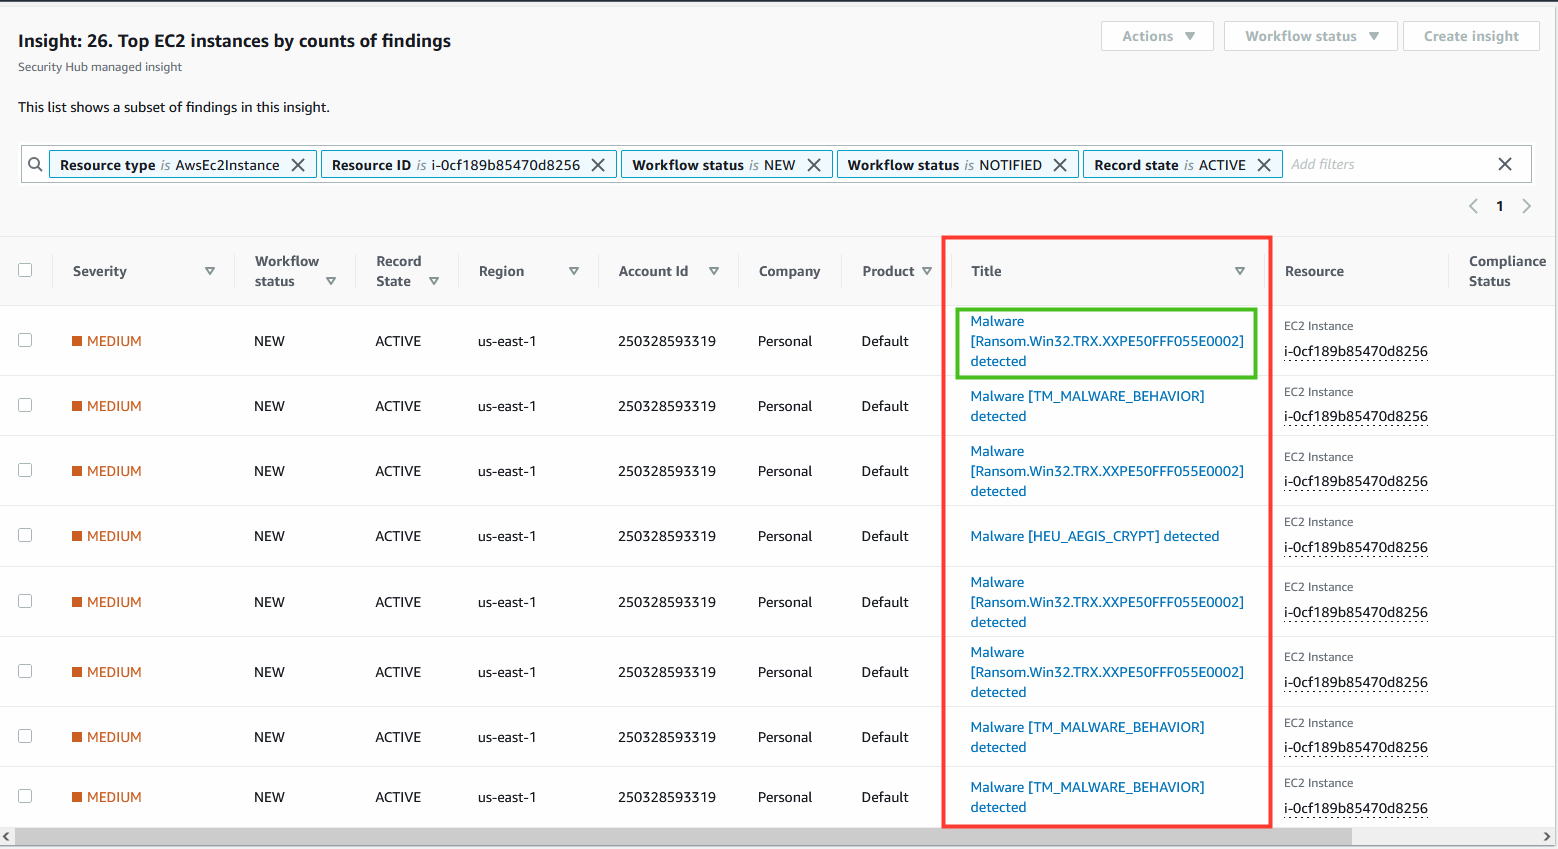 Insight: 26. Top EC2 instances by counts of findings
Actions
Workflow status
Create insight
Security Hub managed insight
This list shows a subset of findings in this insight.
Resource type is AwsEc2Instance
Resource ID is i-0cf189b85470d8256
Workflow status is NEW
Workflow status is NOTIFIED
Record state is ACTIVE
Add filters
1
Severity
Workflow
status
Record
State
Region
Account Id
Company
Product
Title
Resource
Compliance
Status
MEDIUM
NEW
ACTIVE
us-east-1
250328593319
Personal
Default
Malware
[Ransom.Win32.TRX.XXPE50FFF055E0002]
detected
EC2 Instance
i-0cf189b85470d8256
MEDIUM
NEW
ACTIVE
us-east-1
250328593319
Personal
Default
Malware [TM_MALWARE_BEHAVIOR]
detected
EC2 Instance
i-0cf189b85470d8256
MEDIUM
NEW
ACTIVE
us-east-1
250328593319
Personal
Default
Malware
[Ransom.Win32.TRX.XXPE50FFF055E0002]
detected
EC2 Instance
i-0cf189b85470d8256
MEDIUM
NEW
ACTIVE
us-east-1
250328593319
Personal
Default
Malware [HEU_AEGIS_CRYPT] detected
EC2 Instance
i-0cf189b85470d8256
MEDIUM
NEW
ACTIVE
us-east-1
250328593319
Personal
Default
Malware
[Ransom.Win32.TRX.XXPE50FFF055E0002]
detected
EC2 Instance
i-0cf189b85470d8256
MEDIUM
NEW
ACTIVE
us-east-1
250328593319
Personal
Default
Malware
[Ransom.Win32.TRX.XXPE50FFF055E0002]
detected
EC2 Instance
i-0cf189b85470d8256
MEDIUM
NEW
ACTIVE
us-east-1
250328593319
Personal
Default
Malware [TM_MALWARE_BEHAVIOR]
detected
EC2 Instance
i-0cf189b85470d8256
MEDIUM
NEW
ACTIVE
us-east-1
250328593319
Personal
Default
Malware [TM_MALWARE_BEHAVIOR]
detected
EC2 Instance
i-0cf189b85470d8256